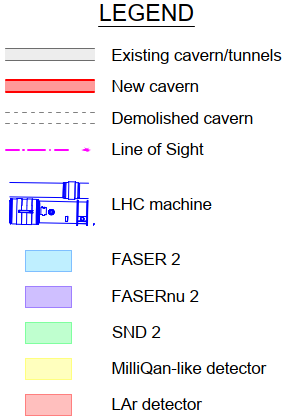 LEGEND
Existing cavern/tunnels
New cavern
Demolished cavern
Line of Sight
LHC machine
FASER 2
FASERnu 2
SND 2
MilliQan-like detector
LAr detector